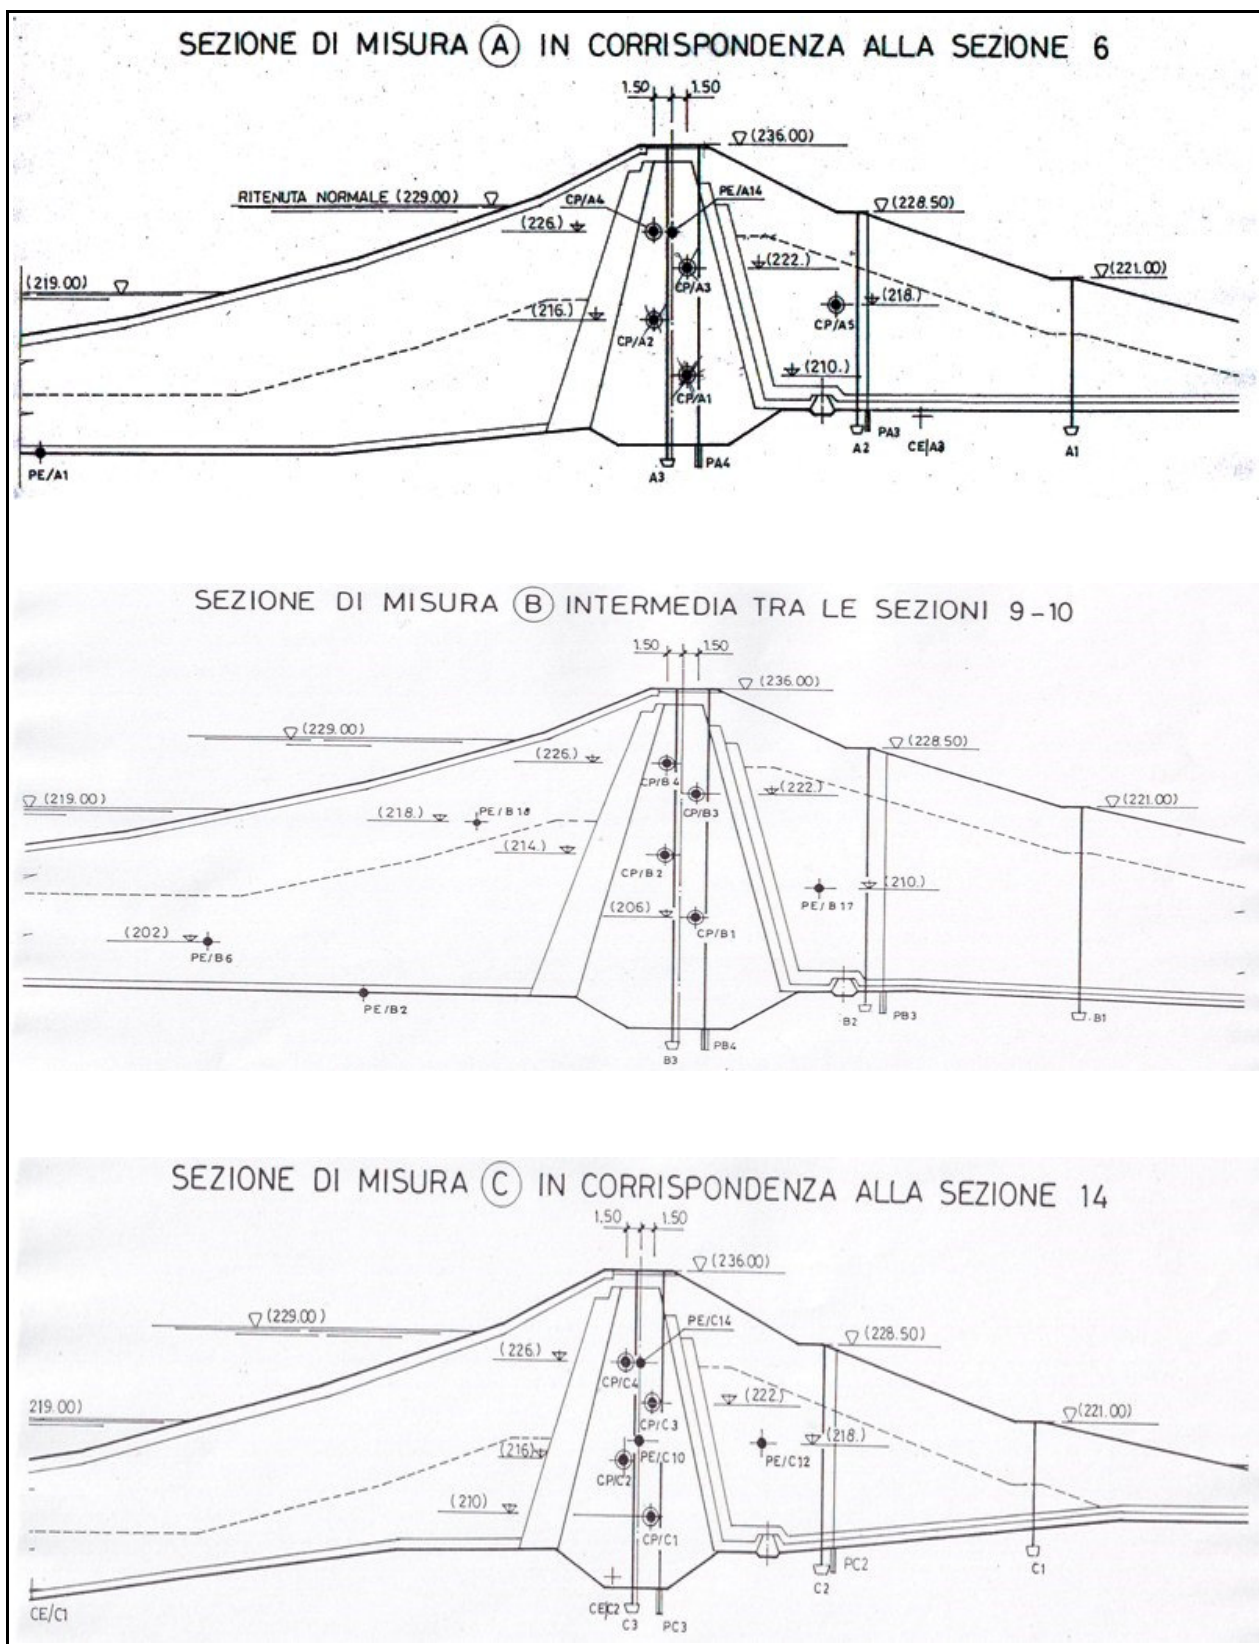 SEZIONE DI MISURA A IN CORRISPONDENZA ALLA SEZIONE 6
1.50 1.50
(236.00)
RITENUTA NORMALE (229.00)
CP/A4
PE/A14
(228.50)
(226.)
(222.)
(221.00)
(219.00)
CP/A3
(216.)
(218.)
CP/A2
CP/A5
(210.)
CP/A1
PE/A1
A3
PA4
A2
PA3
CE/A3
A1
SEZIONE DI MISURA B INTERMEDIA TRA LE SEZIONI 9-10
1.50 1.50
(236.00)
(229.00)
(228.50)
(226.)
CP/B4
(222.)
(219.00)
(218.)
PE/B18
CP/B3
(221.00)
(214.)
CP/B2
(210.)
PE/B17
(206)
CP/B1
(202.)
PE/B6
PE/B2
B3
PB4
B2
PB3
B1
SEZIONE DI MISURA C IN CORRISPONDENZA ALLA SEZIONE 14
1.50 1.50
(236.00)
(229.00)
PE/C14
(228.50)
(226.)
CP/C4
(222.)
219.00)
CP/C3
(221.00)
(216)
PE/C10
PE/C12
(218.)
CP/C2
(210)
CP/C1
CE/C1
CEC2
C3
PC3
C2
PC2
C1